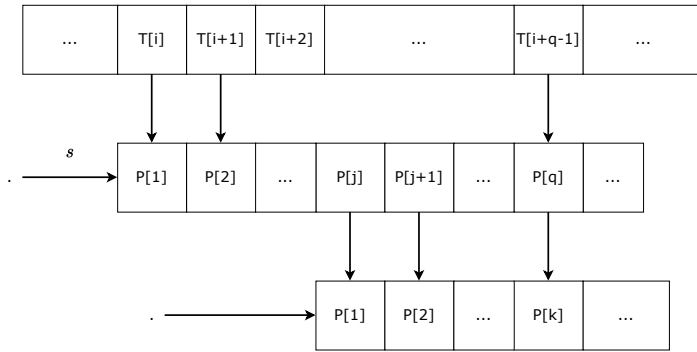 ... T[i] T[i+1] T[i+2] ... T[i+q-1] ...
s
. P[1] P[2] ... P[j] P[j+1] ... P[q] ...
. P[1] P[2] ... P[k] ...